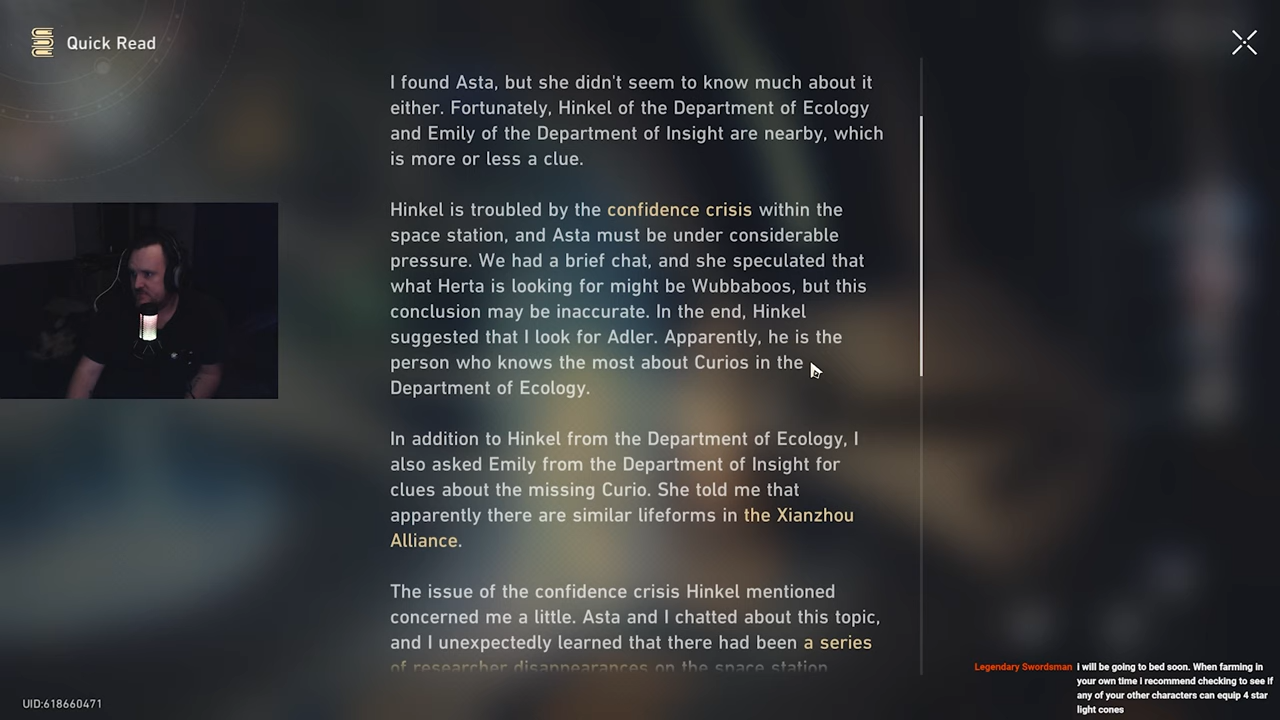 Quick Read
I found Asta, but she didn't seem to know much about it
either. Fortunately, Hinkel of the Department of Ecology
and Emily of the Department of Insight are nearby, which
is more or less a clue.
Hinkel is troubled by the confidence crisis within the
space station, and Asta must be under considerable
pressure. We had a brief chat, and she speculated that
what Herta is looking for might be Wubbaboos, but this
conclusion may be inaccurate. In the end, Hinkel
suggested that I look for Adler. Apparently, he is the
person who knows the most about Curios in the
Department of Ecology.
In addition to Hinkel from the Department of Ecology, I
also asked Emily from the Department of Insight for
clues about the missing Curio. She told me that
apparently there are similar lifeforms in the Xianzhou
Alliance.
The issue of the confidence crisis Hinkel mentioned
concerned me a little. Asta and I chatted about this topic,
and I unexpectedly learned that there had been a series
of researcher disappearances on the space station
Legendary Swordsman I will be going to bed soon. When farming in
your own time I recommend checking to see if
any of your other characters can equip 4 star
light cones
UID:618660471